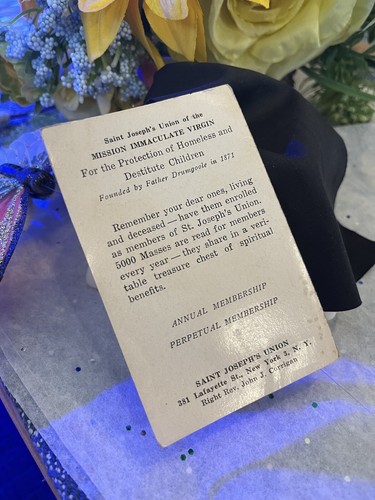 Saint Joseph's Union of the
MISSION IMMACULATE VIRGIN
For the Protection of Homeless and
Destitute Children
Founded by Father Drumgoole in 1871
Remember your dear ones, living
and deceased—have them enrolled
as members of St. Joseph's Union.
5000 Masses are read for members
every year—they share in a veri-
table treasure chest of spiritual
benefits.
ANNUAL MEMBERSHIP
PERPETUAL MEMBERSHIP
SAINT JOSEPH'S UNION
381 Lafayette St., New York 3, N. Y.
Right Rev. John J. Corrigan